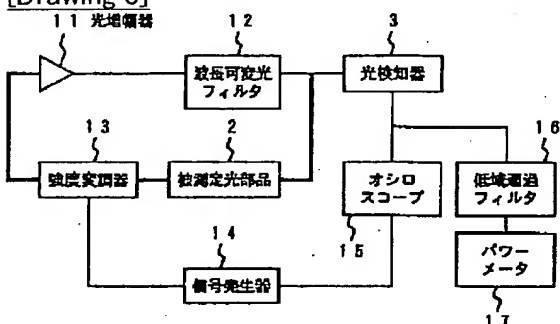 [Drawing 6]
11 光増幅器
12
3
波長可変光
フィルタ
光検知器
13
2
16
強度変調器
被測定光部品
オシロ
スコープ
低域通過
フィルタ
14
15
信号発生器
パワー
メータ
17